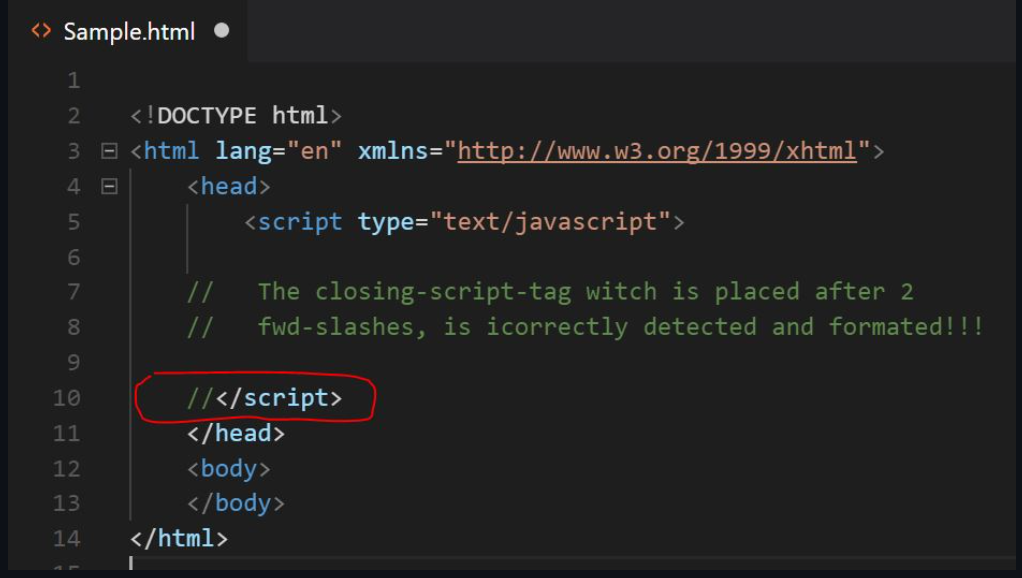 <> Sample.html ●
1
2 <!DOCTYPE html>
3 <html lang="en" xmlns="http://www.w3.org/1999/xhtml">
4 <head>
5 <script type="text/javascript">
6
7 //   The closing-script-tag witch is placed after 2
8 //   fwd-slashes, is icorrectly detected and formated!!!
9
10 //</script>
11 </head>
12 <body>
13 </body>
14 </html>
15